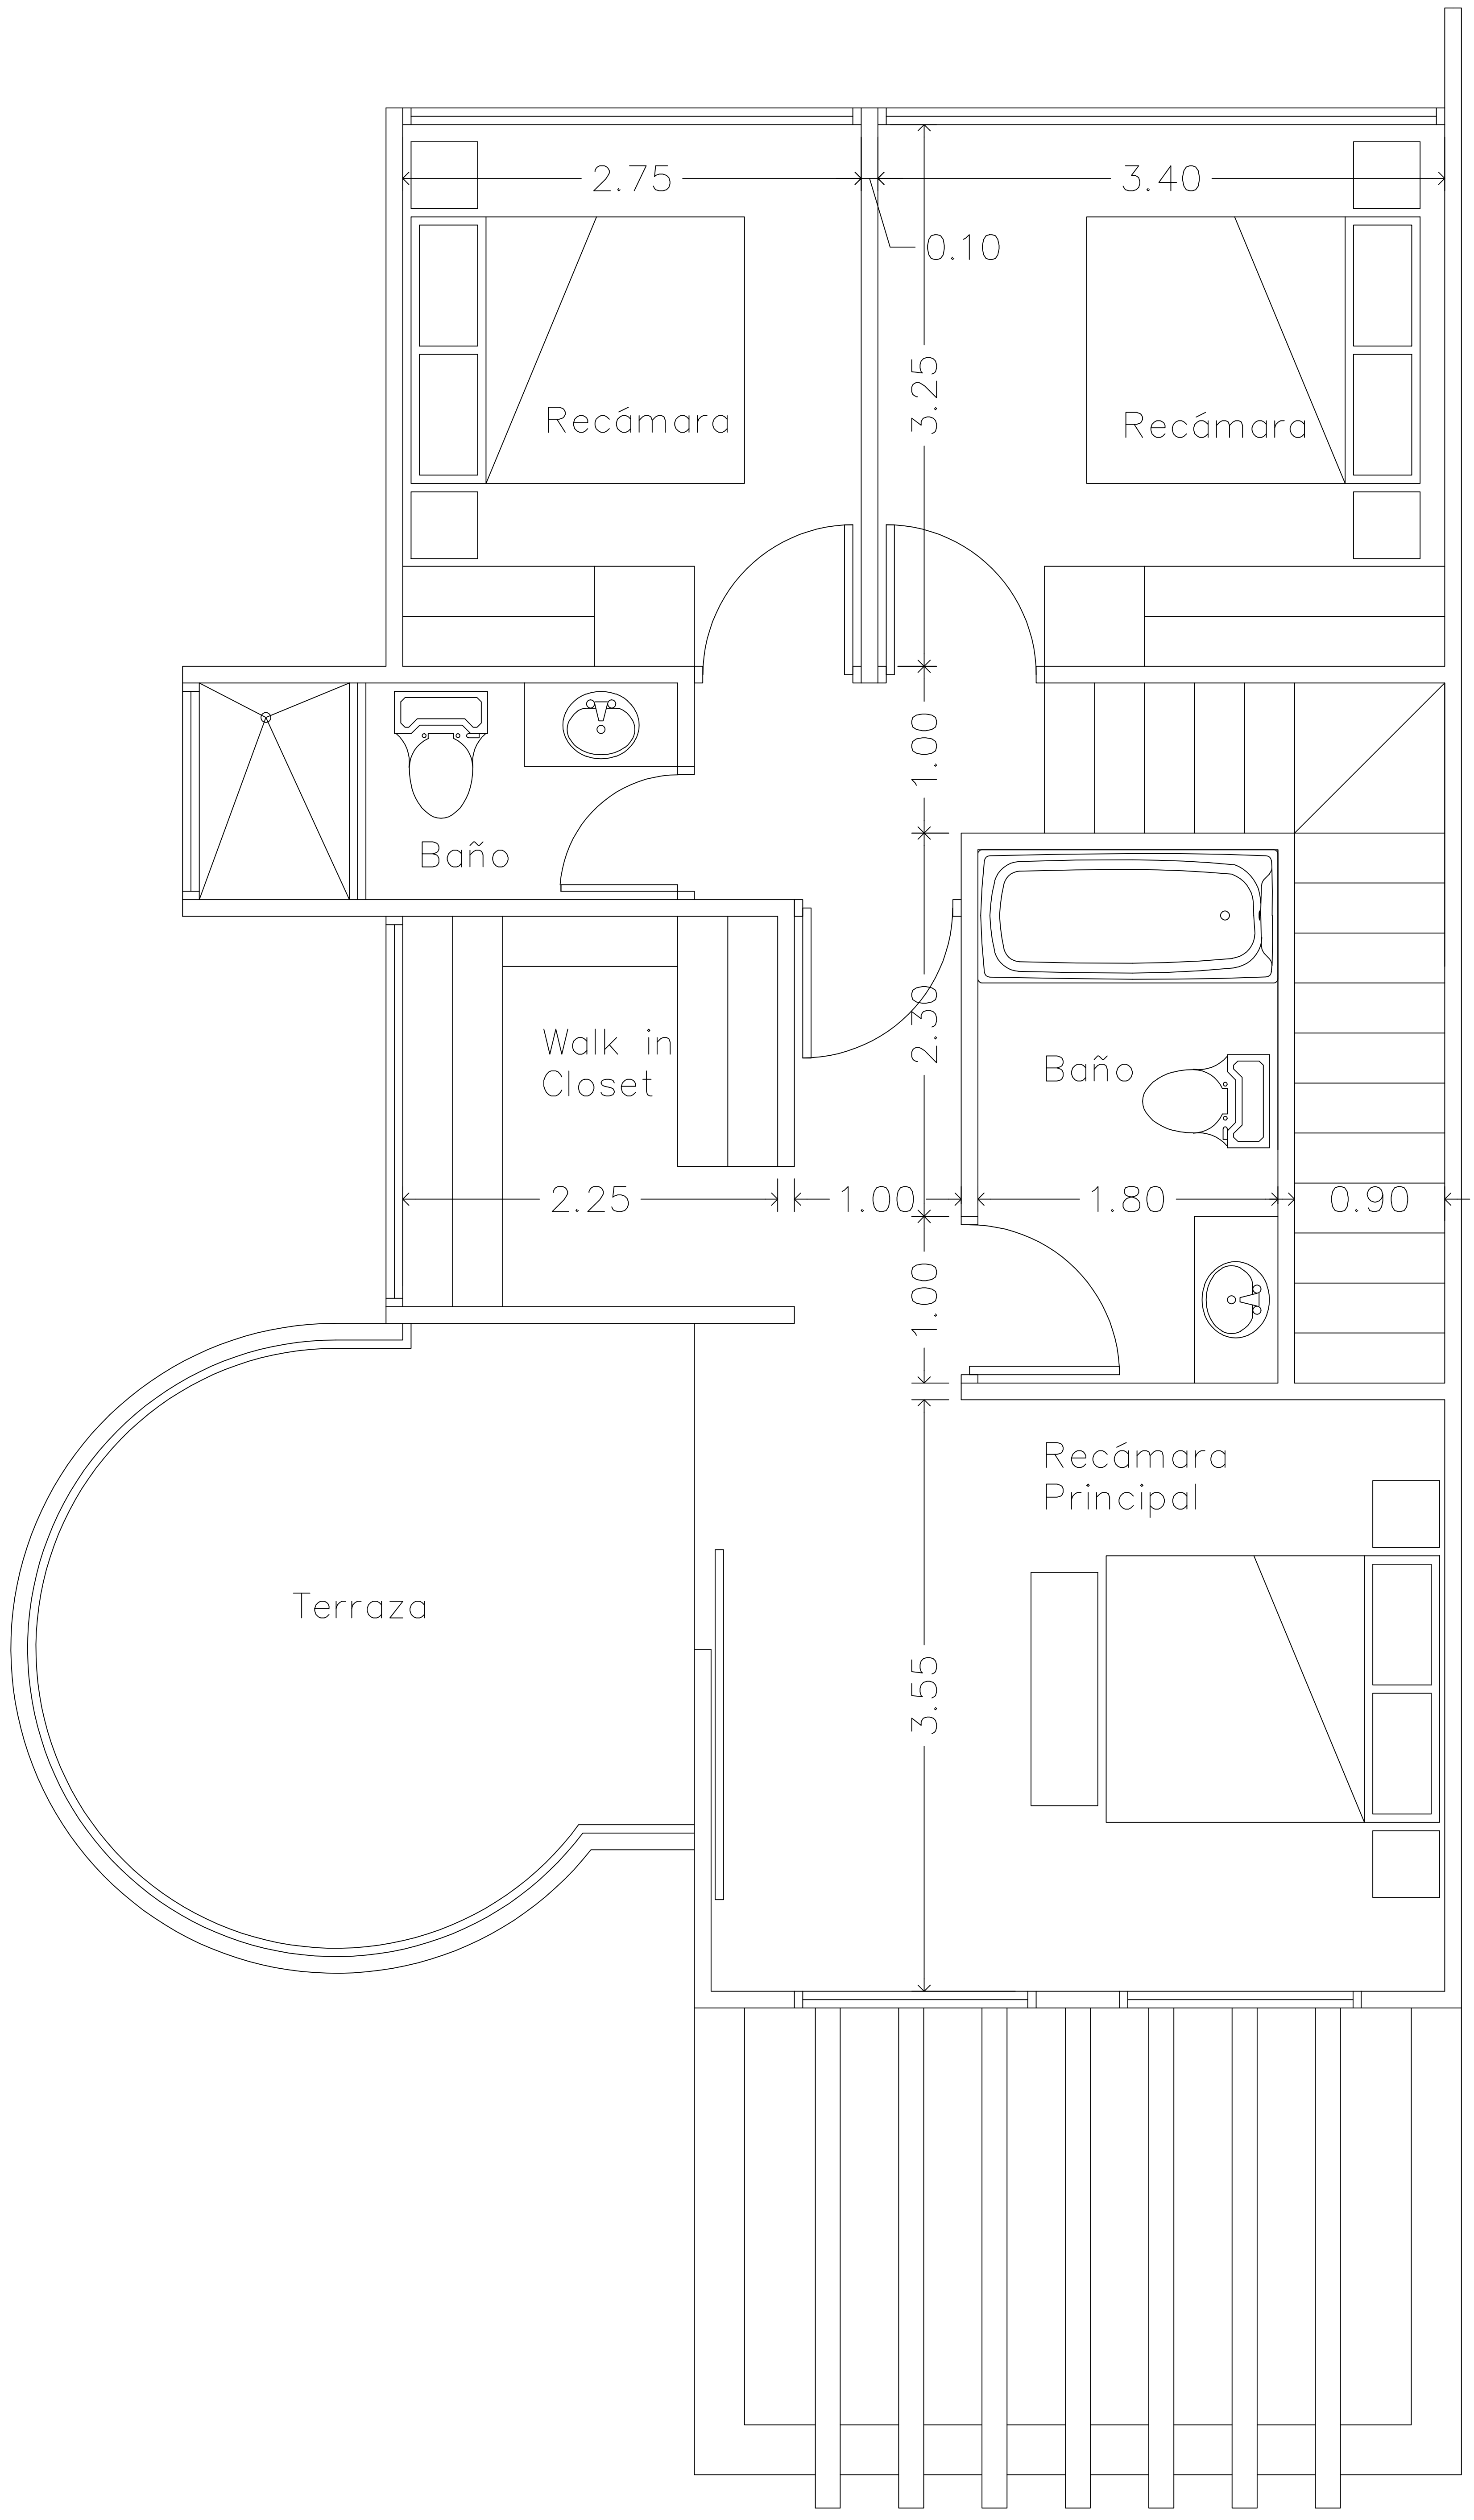 2.75
3.40
0.10
3.25
Recámara
Recámara
1.00
Baño
2.30
Walk in
Closet
Baño
2.25
1.00
1.80
0.90
1.00
Recámara
Principal
Terraza
3.55